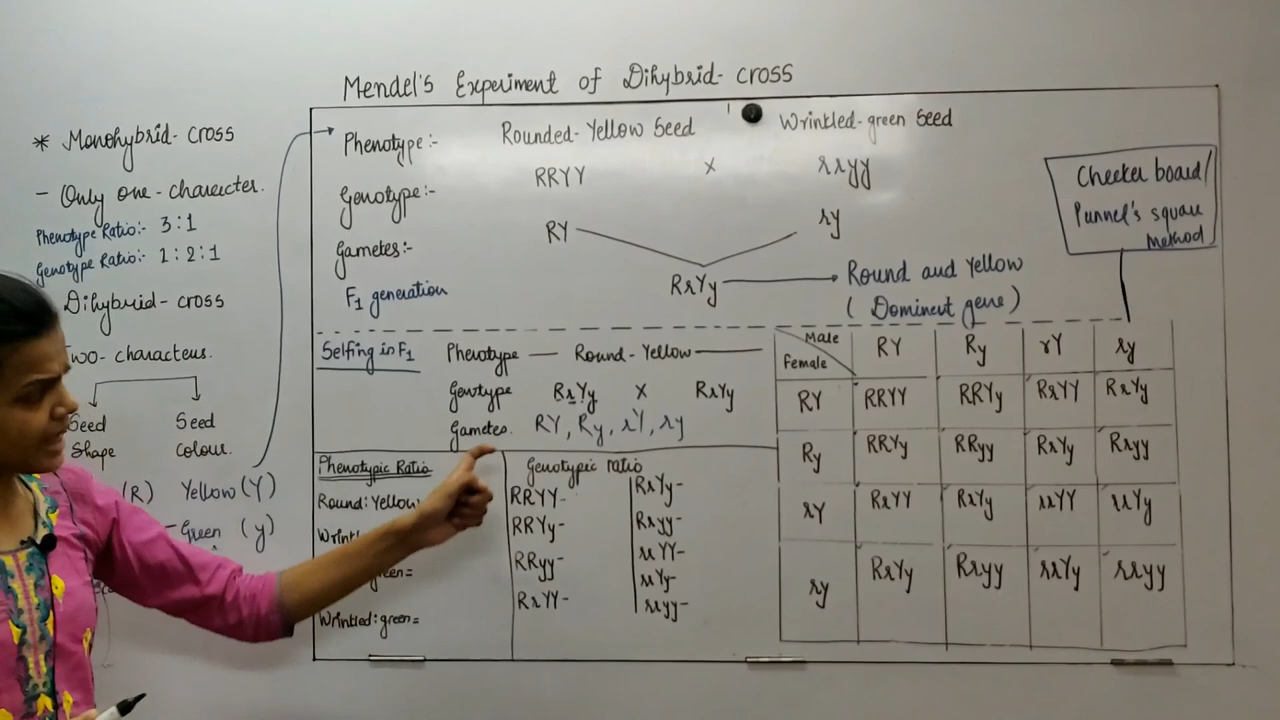 Mendel's Experiment of Dihybrid-cross
* Monohybrid-cross
- Only one-character.
Phenotype Ratio:- 3:1
Genotype Ratio:- 1:2:1
Dihybrid-cross
Two-characters.
Seed Seed
Shape colour.
(R) Yellow (Y)
-Green (y)
Phenotype:- Rounded-Yellow Seed Wrinkled-green Seed
Genotype:- RRYY x rryy
Gametes:- RY ry
F1 generation RrYy Round and Yellow
(Dominent gene)
Checker board/
Punnel's square
Method
Selfing in F1 Phenotype — Round-Yellow —
Genotype RrYy x RrYy
Gametes. RY, Ry, rY, ry
Phenotypic Ratio
Round:Yellow
green=
Wrinkled:green=
Genotypic ratio
RRYY- RrYy-
RRYy- Rryy-
RRyy- rrYY-
RrYY- rrYy-
rryy-
Male
Female RY Ry rY ry
RY RRYY RRYy RrYY RrYy
Ry RRYy RRyy RrYy Rryy
rY RrYY RrYy rrYY rrYy
ry RrYy Rryy rrYy rryy